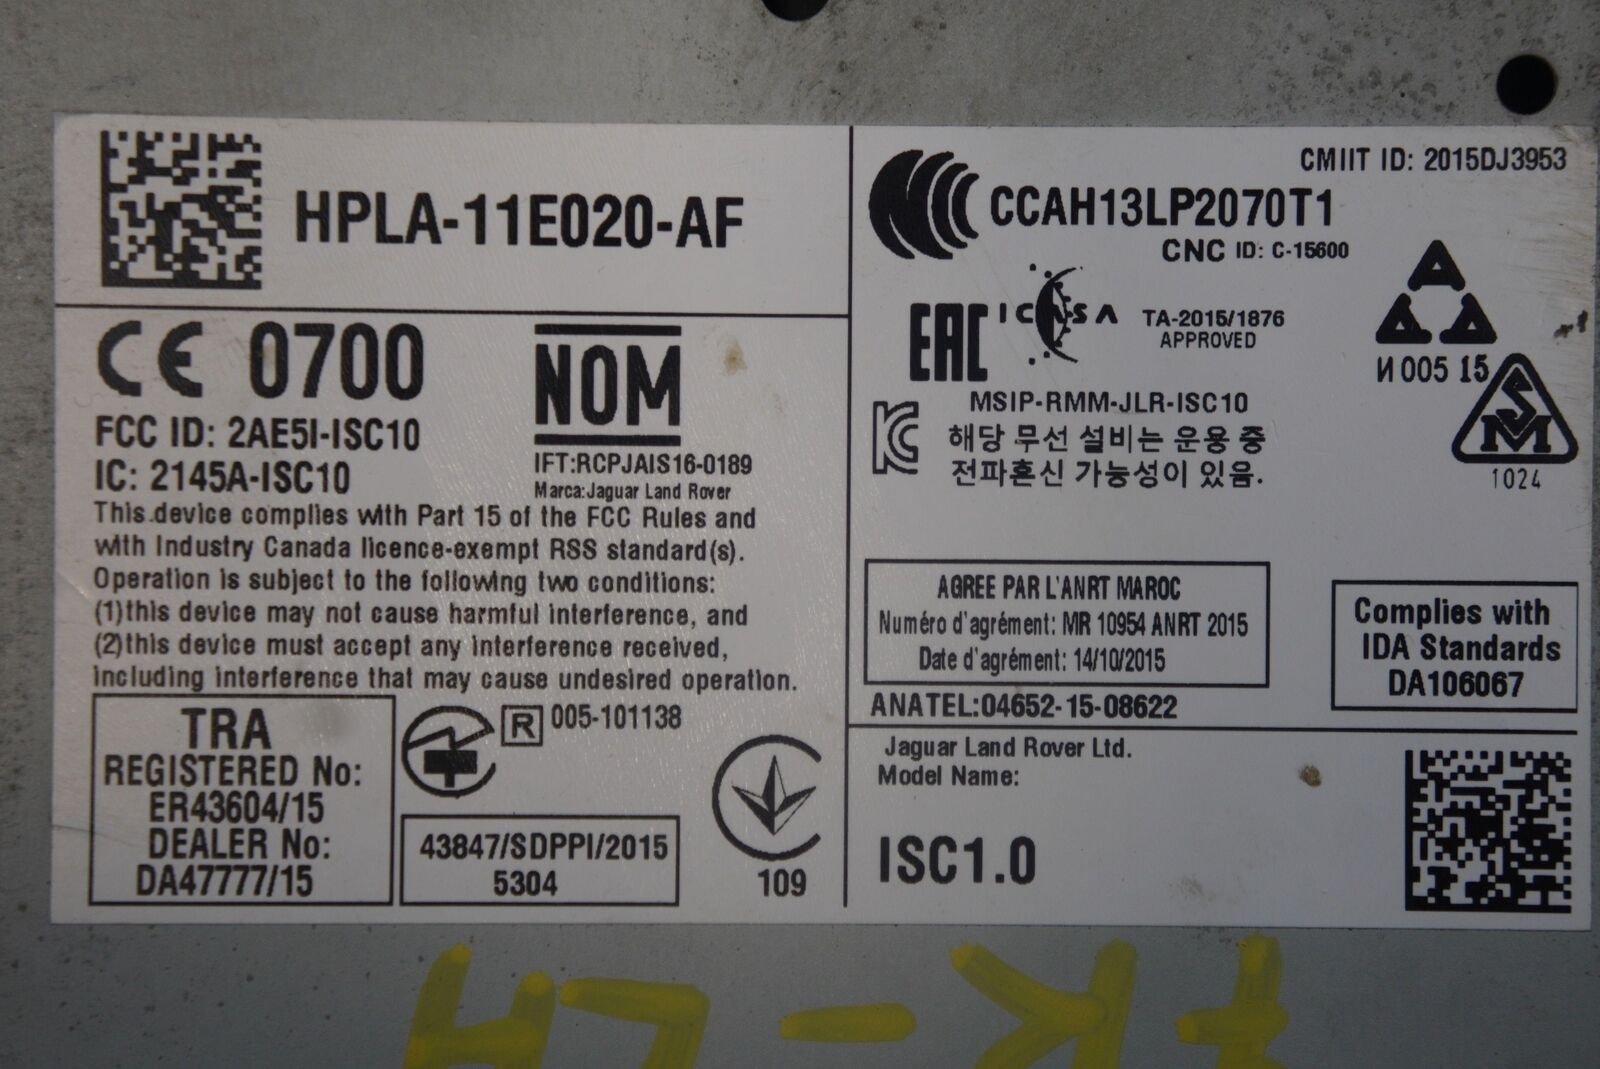 HPLA-11E020-AF
CE 0700
FCC ID: 2AE5I-ISC10
IC: 2145A-ISC10
NOM
IFT:RCPJAIS16-0189
Marca:Jaguar Land Rover
This device complies with Part 15 of the FCC Rules and
with Industry Canada licence-exempt RSS standard(s).
Operation is subject to the following two conditions:
(1)this device may not cause harmful interference, and
(2)this device must accept any interference received,
including interference that may cause undesired operation.
TRA
REGISTERED No:
ER43604/15
DEALER No:
DA47777/15
R 005-101138
43847/SDPPI/2015
5304
109
CMIIT ID: 2015DJ3953
CCAH13LP2070T1
CNC ID: C-15600
EAC
ICASA
TA-2015/1876
APPROVED
И 005 15
MSIP-RMM-JLR-ISC10
해당 무선 설비는 운용 중
전파혼신 가능성이 있음.
SM
1024
AGREE PAR L'ANRT MAROC
Numéro d'agrément: MR 10954 ANRT 2015
Date d'agrément: 14/10/2015
Complies with
IDA Standards
DA106067
ANATEL:04652-15-08622
Jaguar Land Rover Ltd.
Model Name:
ISC1.0